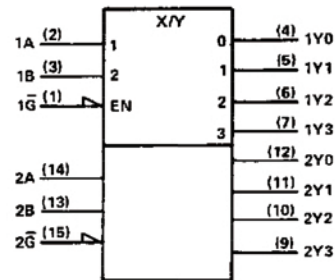 X/Y
1A (2) 1 0 (4) 1Y0
1B (3) 2 1 (5) 1Y1
1G̅ (1) EN 2 (6) 1Y2
3 (7) 1Y3
2A (14) (12) 2Y0
2B (13) (11) 2Y1
2G̅ (15) (10) 2Y2
(9) 2Y3